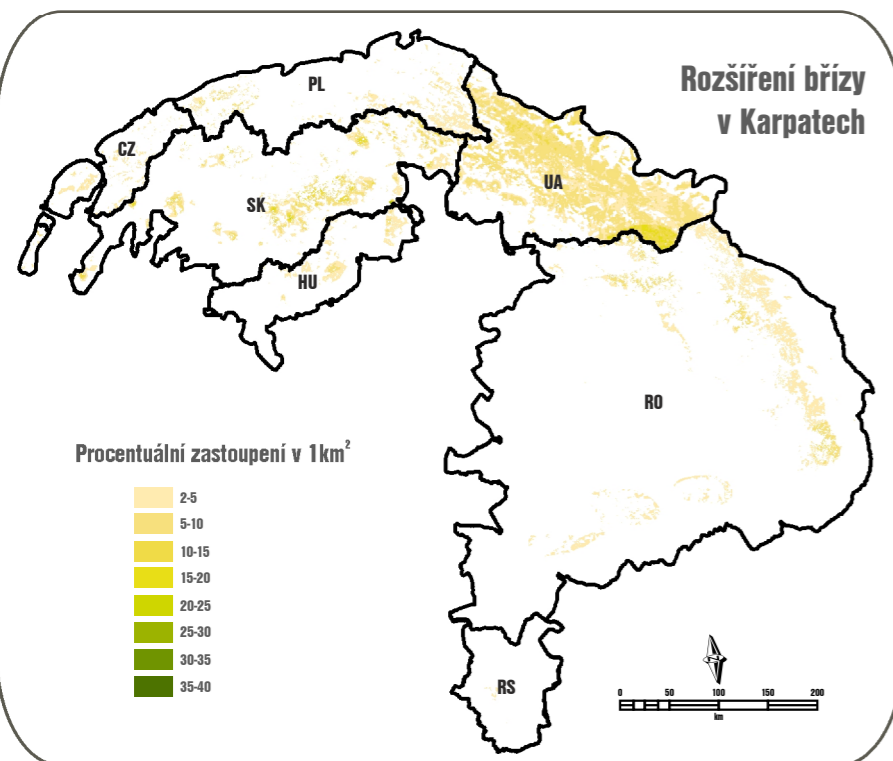 Rozšíření břízy
v Karpatech
PL
CZ
UA
SK
HU
RO
RS
Procentuální zastoupení v 1km²
2-5
5-10
10-15
15-20
20-25
25-30
30-35
35-40
0 50 100 150 200
km